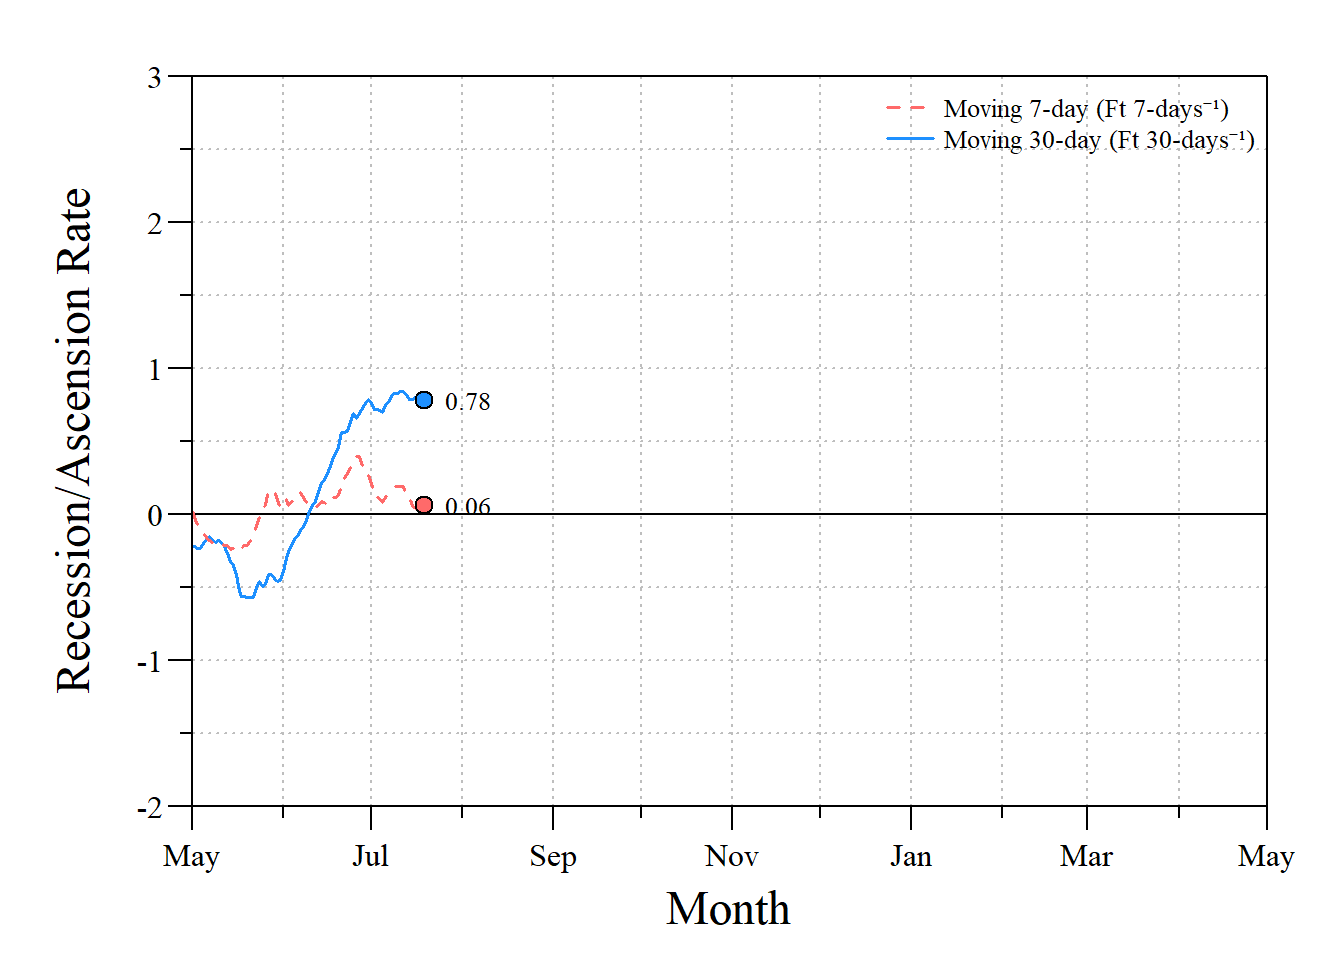 3
2
1
0
-1
-2
Recession/Ascension Rate
Moving 7-day (Ft 7-days⁻¹)
Moving 30-day (Ft 30-days⁻¹)
0.78
0.06
May Jul Sep Nov Jan Mar May
Month